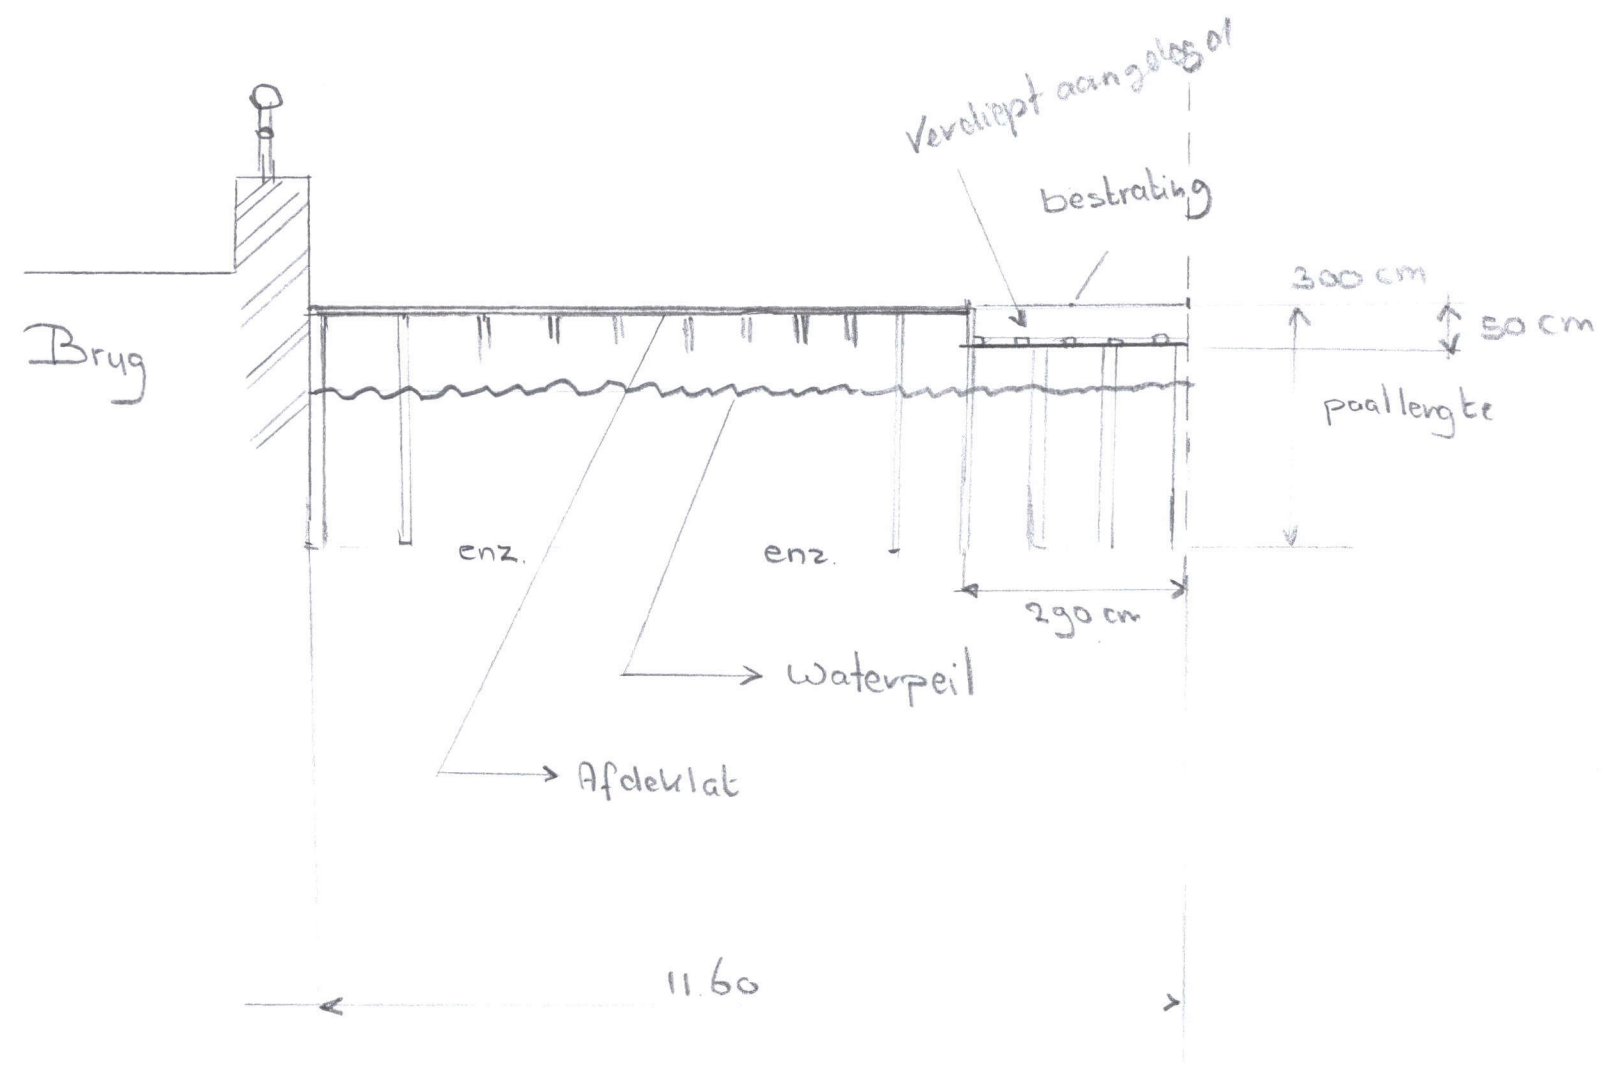 Verdiept aangelegd
bestrating
300 cm
50 cm
Brug
paallengte
enz.
enz.
290 cm
Waterpeil
Afdeklat
11.60